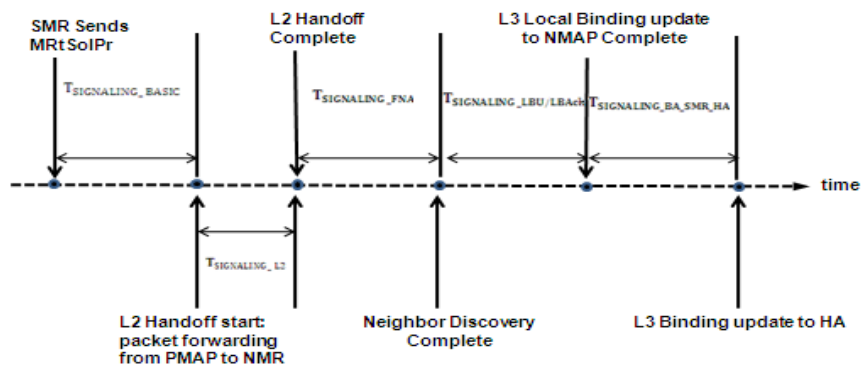 SMR Sends
MRtSolPr
L2 Handoff
Complete
L3 Local Binding update
to NMAP Complete
TSIGNALING_BASIC
TSIGNALING_FNA
TSIGNALING_LBU/LBAck
TSIGNALING_BA_SMR_HA
time
TSIGNALING_L2
L2 Handoff start:
packet forwarding
from PMAP to NMR
Neighbor Discovery
Complete
L3 Binding update to HA